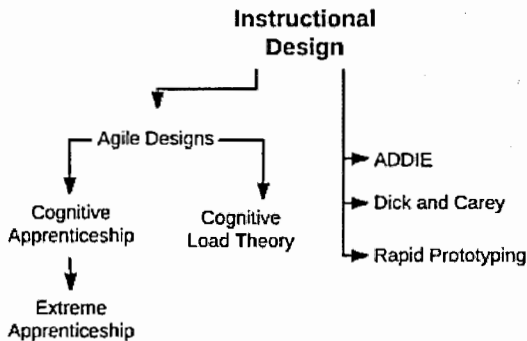 Instructional
Design
Agile Designs
ADDIE
Dick and Carey
Rapid Prototyping
Cognitive
Apprenticeship
Cognitive
Load Theory
Extreme
Apprenticeship